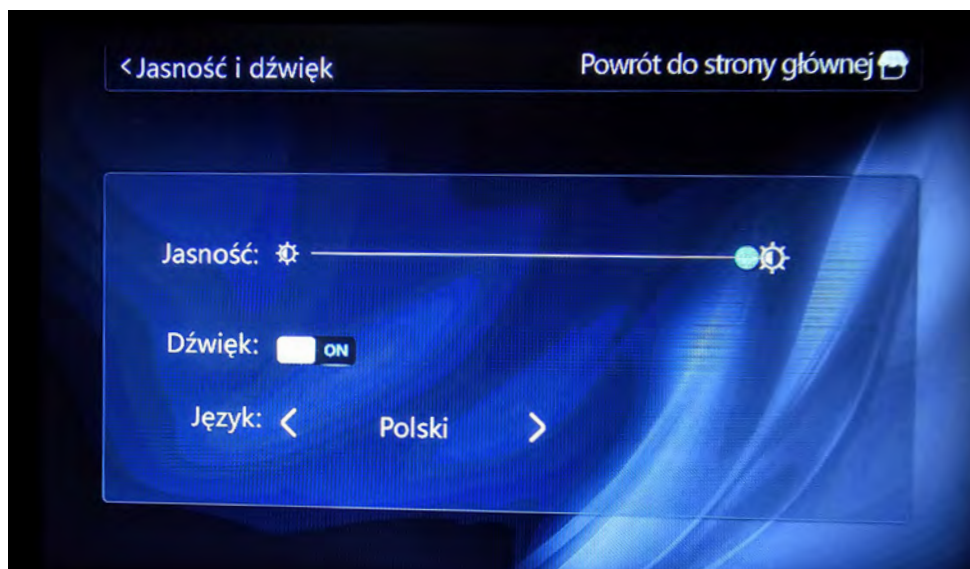 <Jasność i dźwięk
Powrót do strony głównej
Jasność:
Dźwięk: ON
Język: < Polski >